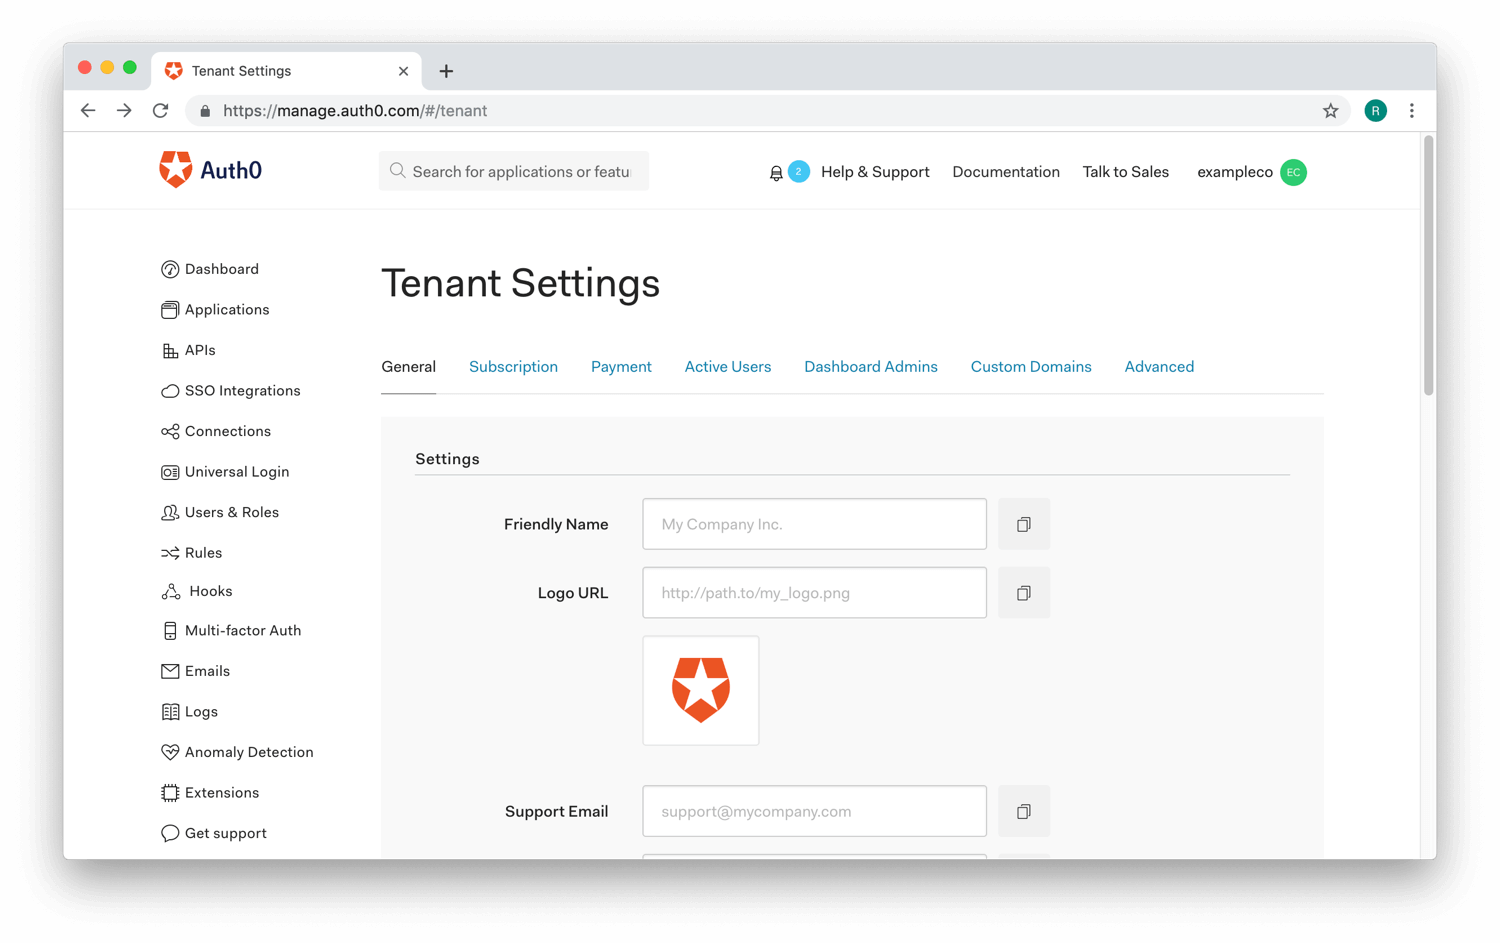 Tenant Settings
https://manage.auth0.com/#/tenant
R
Auth0
Search for applications or featu
2
Help & Support
Documentation
Talk to Sales
exampleco
EC
Dashboard
Applications
APIs
SSO Integrations
Connections
Universal Login
Users & Roles
Rules
Hooks
Multi-factor Auth
Emails
Logs
Anomaly Detection
Extensions
Get support
Tenant Settings
General
Subscription
Payment
Active Users
Dashboard Admins
Custom Domains
Advanced
Settings
Friendly Name
My Company Inc.
Logo URL
http://path.to/my_logo.png
Support Email
support@mycompany.com